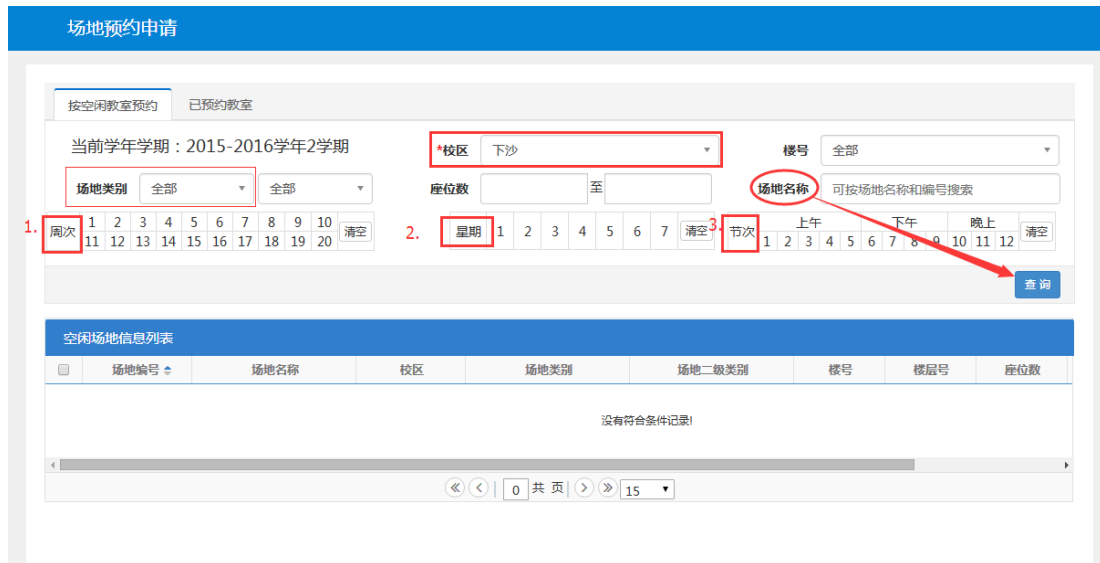 场地预约申请
按空闲教室预约 已预约教室
当前学年学期：2015-2016学年2学期 *校区 下沙 楼号 全部
场地类别 全部 全部 座位数 至 场地名称 可按场地名称和编号搜索
1. 周次 1 2 3 4 5 6 7 8 9 10 清空 2. 星期 1 2 3 4 5 6 7 清空 3. 节次 上午 下午 晚上 清空
11 12 13 14 15 16 17 18 19 20 1 2 3 4 5 6 7 8 9 10 11 12
查 询
空闲场地信息列表
场地编号 场地名称 校区 场地类别 场地二级类别 楼号 楼层号 座位数
没有符合条件记录!
0 共 页 15